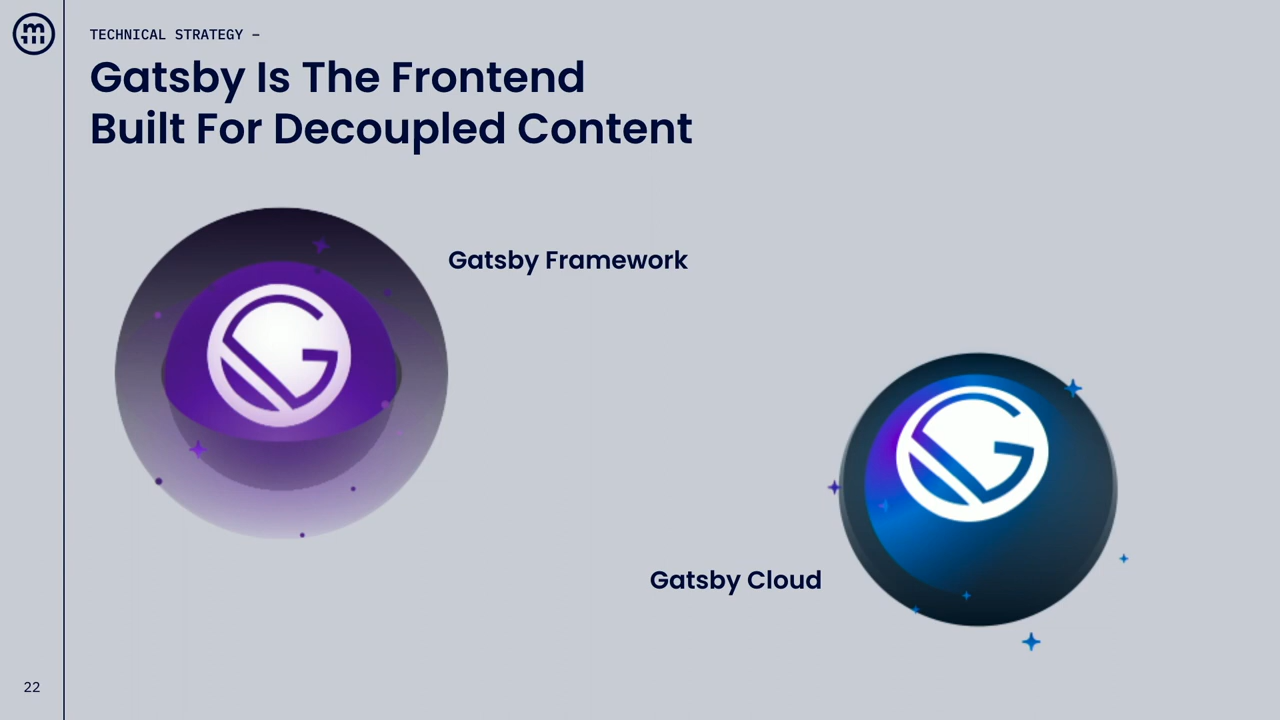 TECHNICAL STRATEGY –
Gatsby Is The Frontend
Built For Decoupled Content
Gatsby Framework
Gatsby Cloud
22